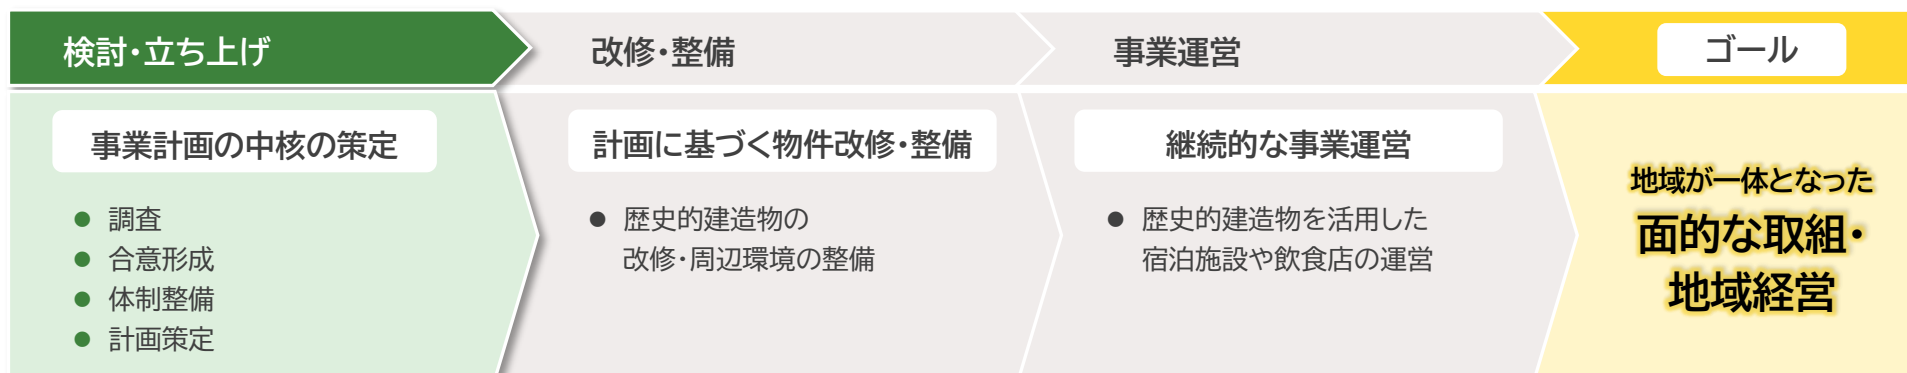 検討・立ち上げ
事業計画の中核の策定
● 調査
● 合意形成
● 体制整備
● 計画策定
改修・整備
計画に基づく物件改修・整備
● 歴史的建造物の
改修・周辺環境の整備
事業運営
継続的な事業運営
● 歴史的建造物を活用した
宿泊施設や飲食店の運営
ゴール
地域が一体となった
面的な取組・
地域経営